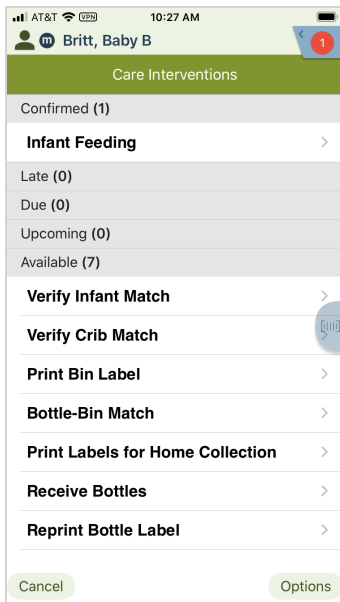 AT&T VPN 10:27 AM
m Britt, Baby B
1
Care Interventions
Confirmed (1)
Infant Feeding
Late (0)
Due (0)
Upcoming (0)
Available (7)
Verify Infant Match
Verify Crib Match
Print Bin Label
Bottle-Bin Match
Print Labels for Home Collection
Receive Bottles
Reprint Bottle Label
Cancel Options